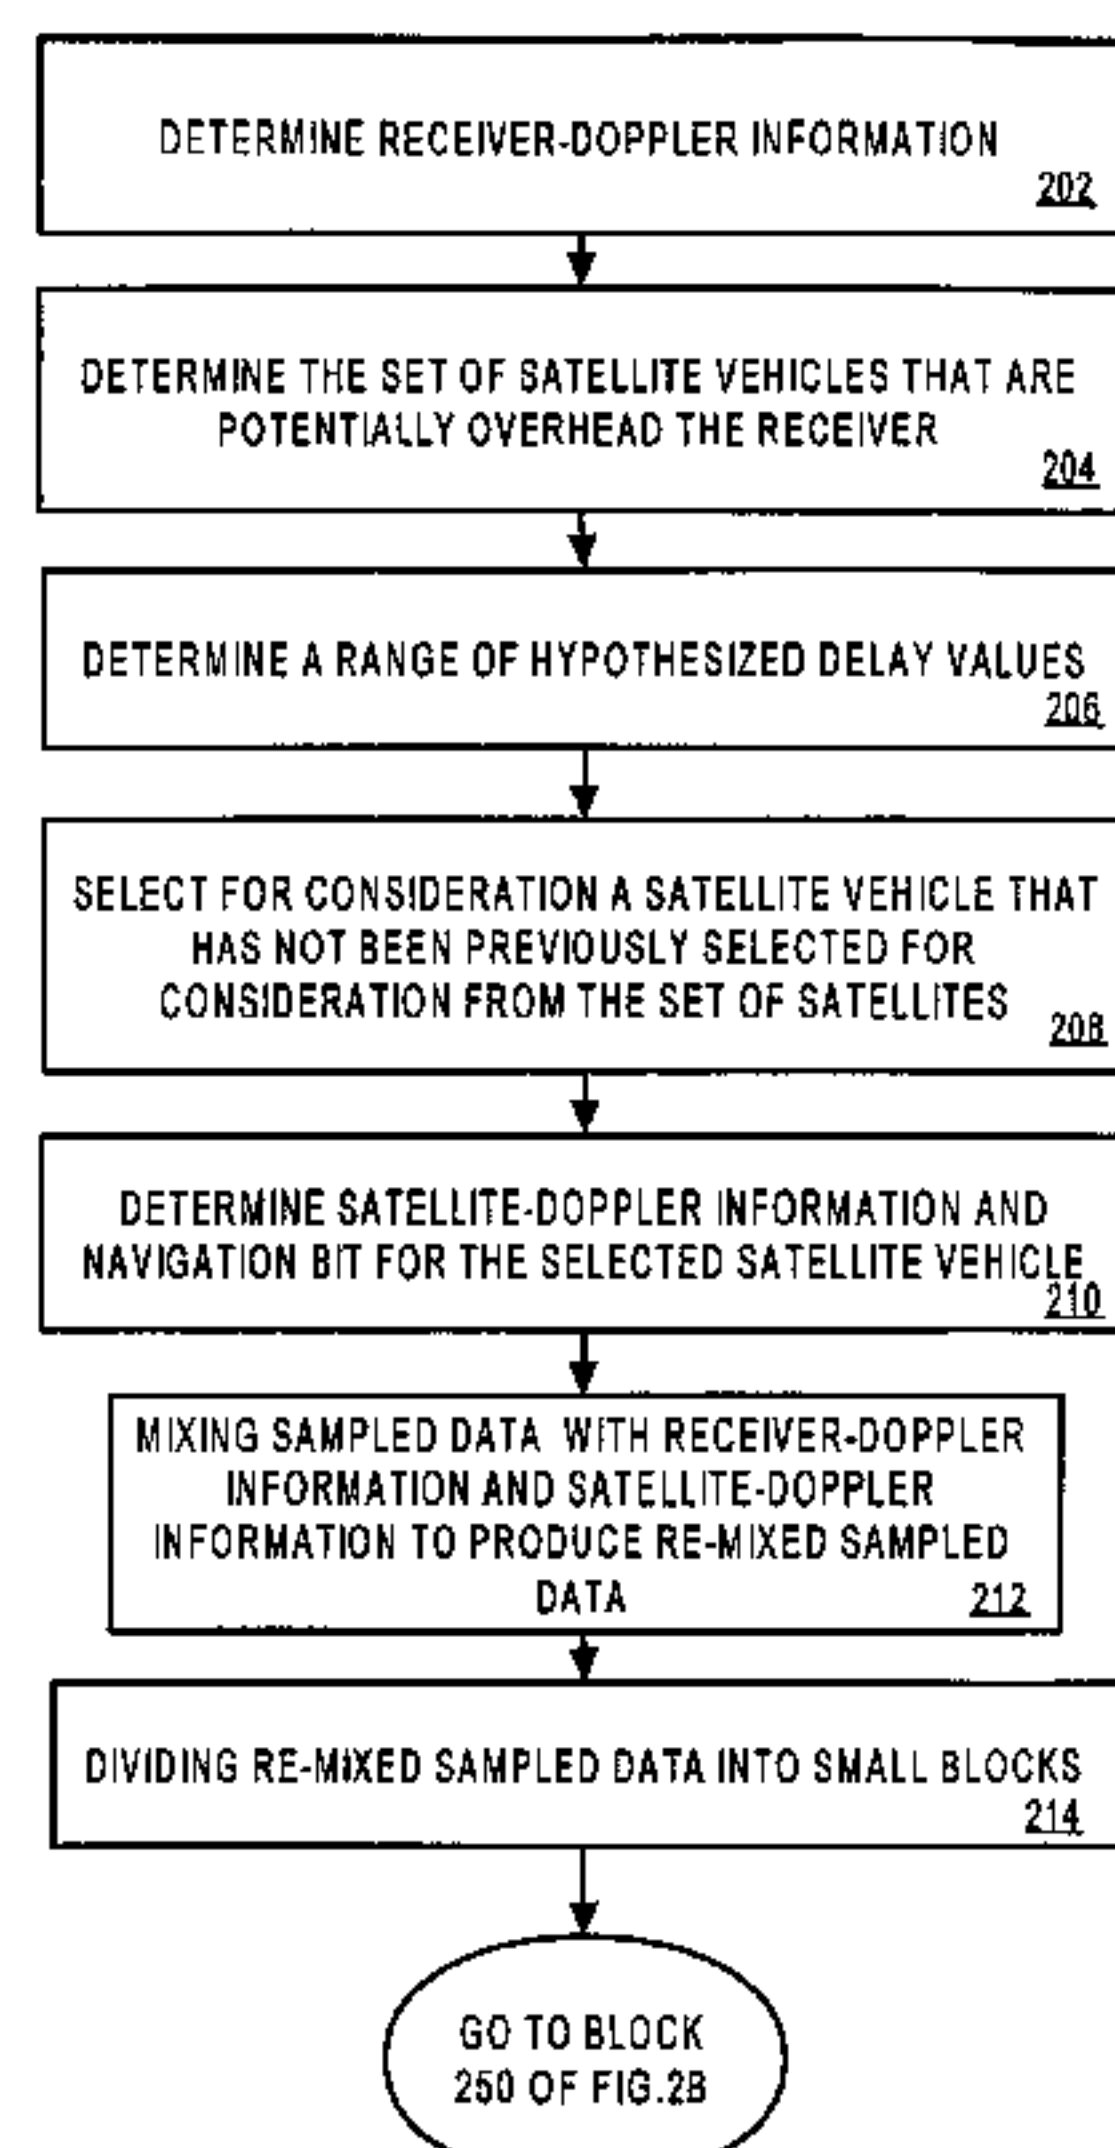 DETERMINE RECEIVER-DOPPLER INFORMATION
202
DETERMINE THE SET OF SATELLITE VEHICLES THAT ARE
POTENTIALLY OVERHEAD THE RECEIVER
204
DETERMINE A RANGE OF HYPOTHESIZED DELAY VALUES
206
SELECT FOR CONSIDERATION A SATELLITE VEHICLE THAT
HAS NOT BEEN PREVIOUSLY SELECTED FOR
CONSIDERATION FROM THE SET OF SATELLITES
208
DETERMINE SATELLITE-DOPPLER INFORMATION AND
NAVIGATION BIT FOR THE SELECTED SATELLITE VEHICLE
210
MIXING SAMPLED DATA WITH RECEIVER-DOPPLER
INFORMATION AND SATELLITE-DOPPLER
INFORMATION TO PRODUCE RE-MIXED SAMPLED
DATA 212
DIVIDING RE-MIXED SAMPLED DATA INTO SMALL BLOCKS
214
GO TO BLOCK
250 OF FIG.2B